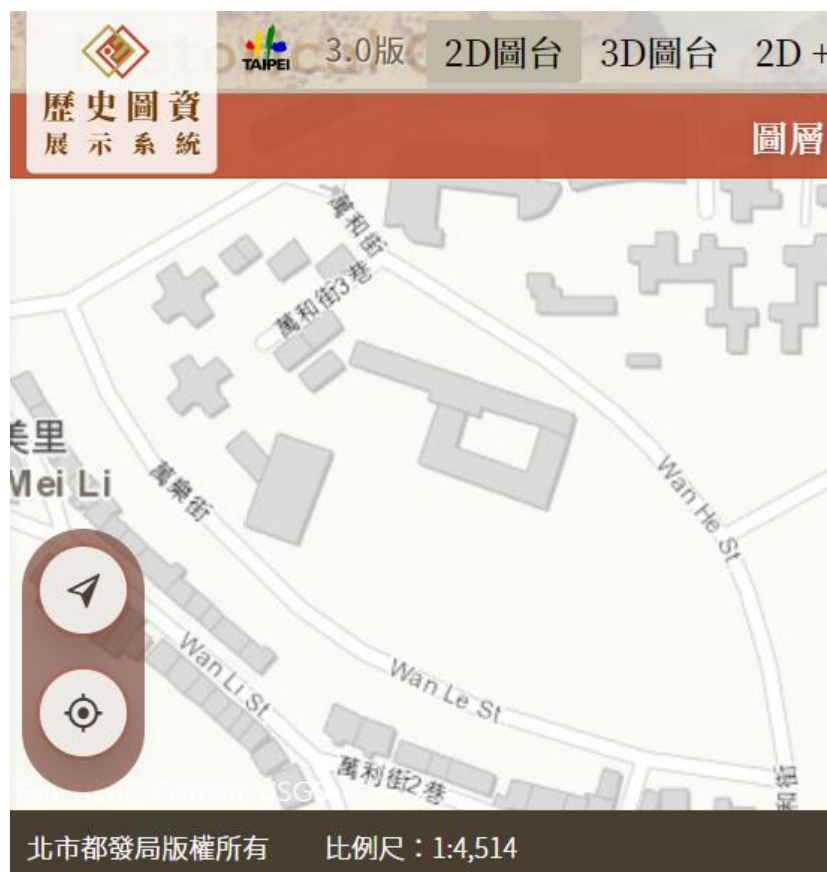 TAIPEI
3.0版
2D圖台
3D圖台
2D +
歷史圖資
展示系統
圖層
萬和街
萬和街3巷
美里
Mei Li
萬樂街
Wan He St
Wan Li St
Wan Le St
萬利街2巷
和街
北市都發局版權所有
比例尺：1:4,514